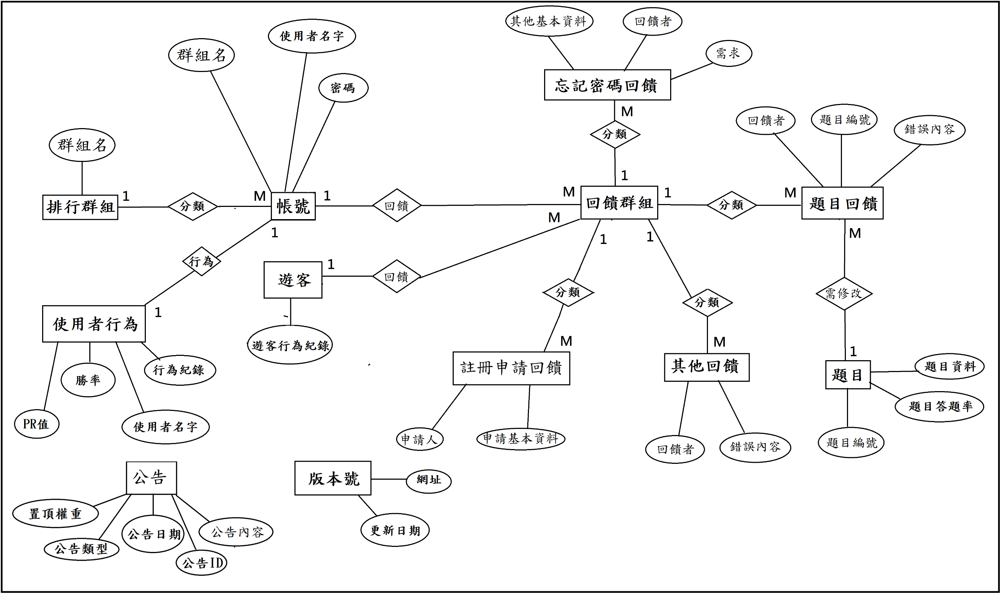 其他基本資料
回饋者
使用者名字
群組名
需求
密碼
忘記密碼回饋
M
分類
回饋者
題目編號
錯誤內容
群組名
1
排行群組
1
分類
M
帳號
1
回饋
M
回饋群組
1
分類
M
題目回饋
M
1
1
1
M
行為
遊客
1
回饋
分類
分類
需修改
使用者行為
1
遊客行為紀錄
M
M
1
註冊申請回饋
其他回饋
題目
題目資料
勝率
行為紀錄
題目答題率
PR值
使用者名字
申請人
申請基本資料
回饋者
錯誤內容
題目編號
公告
版本號
網址
置頂權重
公告日期
公告內容
更新日期
公告類型
公告ID